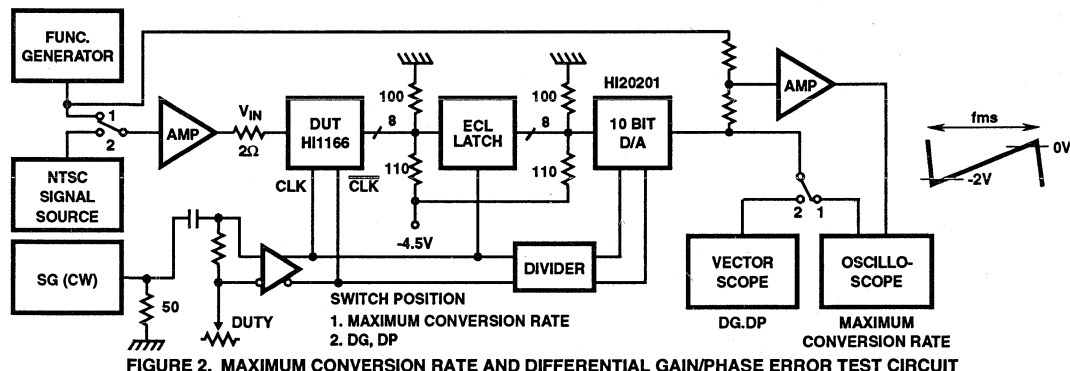 FUNC.
GENERATOR
1
2
NTSC
SIGNAL
SOURCE
SG (CW)
50
AMP
VIN
2Ω
DUT
HI1166
CLK
CLK
8
100
110
-4.5V
ECL
LATCH
8
100
110
HI20201
10 BIT
D/A
DIVIDER
DUTY
SWITCH POSITION
1. MAXIMUM CONVERSION RATE
2. DG, DP
AMP
2
1
VECTOR
SCOPE
DG.DP
OSCILLO-
SCOPE
MAXIMUM
CONVERSION RATE
fms
0V
-2V
FIGURE 2. MAXIMUM CONVERSION RATE AND DIFFERENTIAL GAIN/PHASE ERROR TEST CIRCUIT